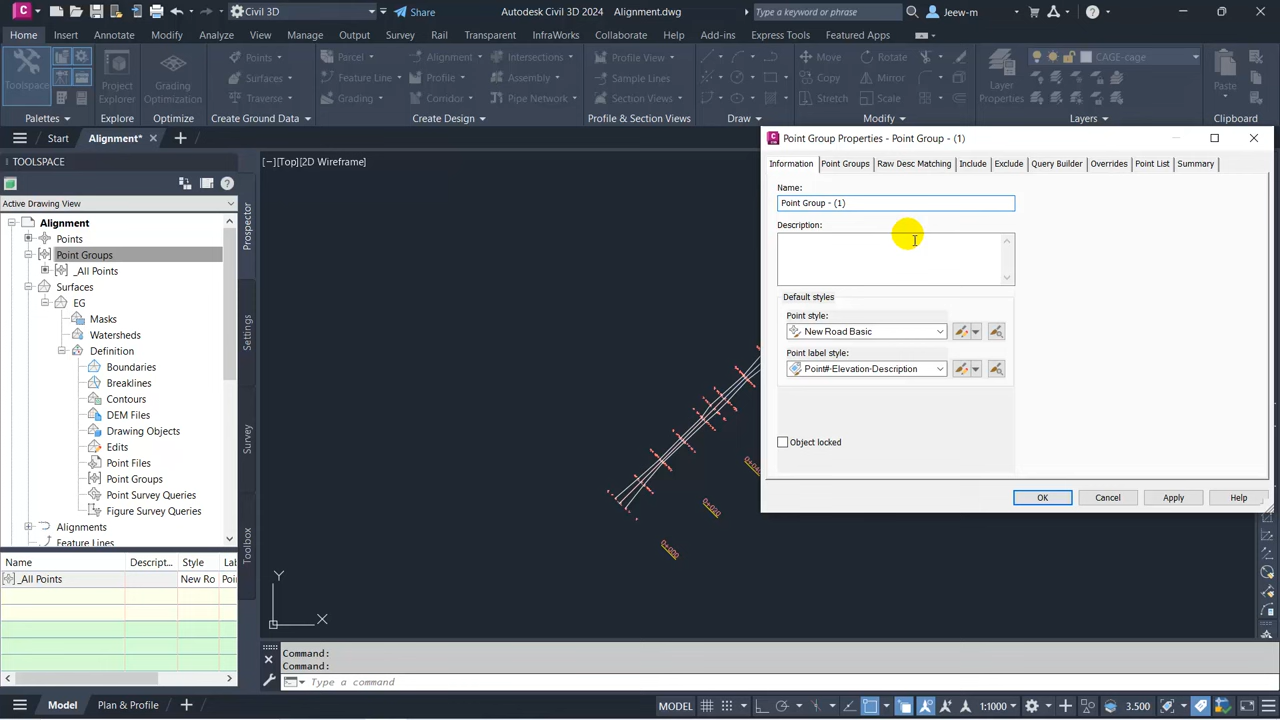 Civil 3D Share Autodesk Civil 3D 2024 Alignment.dwg Type a keyword or phrase Jeew-m
Home Insert Annotate Modify Analyze View Manage Output Survey Rail Transparent InfraWorks Collaborate Help Add-ins Express Tools Featured Apps
Toolspace Project Explorer Grading Optimization
Points Parcel Alignment Intersections Profile View Move Rotate CAGE-cage
Surfaces Feature Line Profile Assembly Sample Lines Copy Mirror Layer Properties Paste
Traverse Grading Corridor Pipe Network Section Views Stretch Scale
Palettes Explore Optimize Create Ground Data Create Design Profile & Section Views Draw Modify Layers Clipboard
Start Alignment*
TOOLSPACE
Active Drawing View
Alignment
Points
Point Groups
_All Points
Surfaces
EG
Masks
Watersheds
Definition
Boundaries
Breaklines
Contours
DEM Files
Drawing Objects
Edits
Point Files
Point Groups
Point Survey Queries
Figure Survey Queries
Alignments
Feature Lines
Prospector
Settings
Survey
Toolbox
Name Descript... Style Lal
_All Points New Ro Poi
[−][Top][2D Wireframe]
0+000
Y
X
Point Group Properties - Point Group - (1)
Information Point Groups Raw Desc Matching Include Exclude Query Builder Overrides Point List Summary
Name:
Point Group - (1)
Description:
Default styles
Point style:
New Road Basic
Point label style:
Point#-Elevation-Description
Object locked
OK Cancel Apply Help
Command:
Command:
Type a command
Model Plan & Profile MODEL 1:1000 3.500